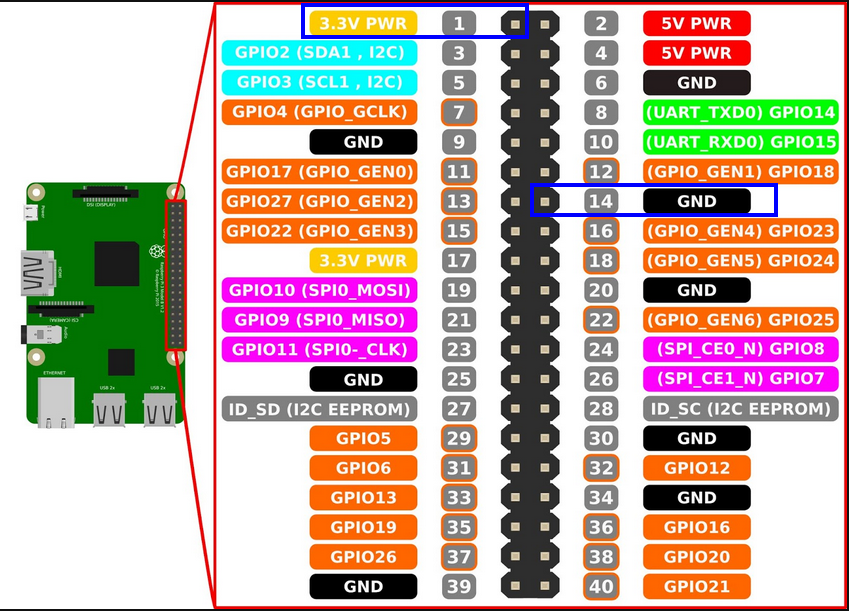 3.3V PWR 1 2 5V PWR
GPIO2 (SDA1 , I2C) 3 4 5V PWR
GPIO3 (SCL1 , I2C) 5 6 GND
GPIO4 (GPIO_GCLK) 7 8 (UART_TXD0) GPIO14
GND 9 10 (UART_RXD0) GPIO15
GPIO17 (GPIO_GEN0) 11 12 (GPIO_GEN1) GPIO18
GPIO27 (GPIO_GEN2) 13 14 GND
GPIO22 (GPIO_GEN3) 15 16 (GPIO_GEN4) GPIO23
3.3V PWR 17 18 (GPIO_GEN5) GPIO24
GPIO10 (SPI0_MOSI) 19 20 GND
GPIO9 (SPI0_MISO) 21 22 (GPIO_GEN6) GPIO25
GPIO11 (SPI0-_CLK) 23 24 (SPI_CE0_N) GPIO8
GND 25 26 (SPI_CE1_N) GPIO7
ID_SD (I2C EEPROM) 27 28 ID_SC (I2C EEPROM)
GPIO5 29 30 GND
GPIO6 31 32 GPIO12
GPIO13 33 34 GND
GPIO19 35 36 GPIO16
GPIO26 37 38 GPIO20
GND 39 40 GPIO21
DSI (DISPLAY)
Power
HDMI
CSI (CAMERA)
Audio
ETHERNET
USB 2x
USB 2x